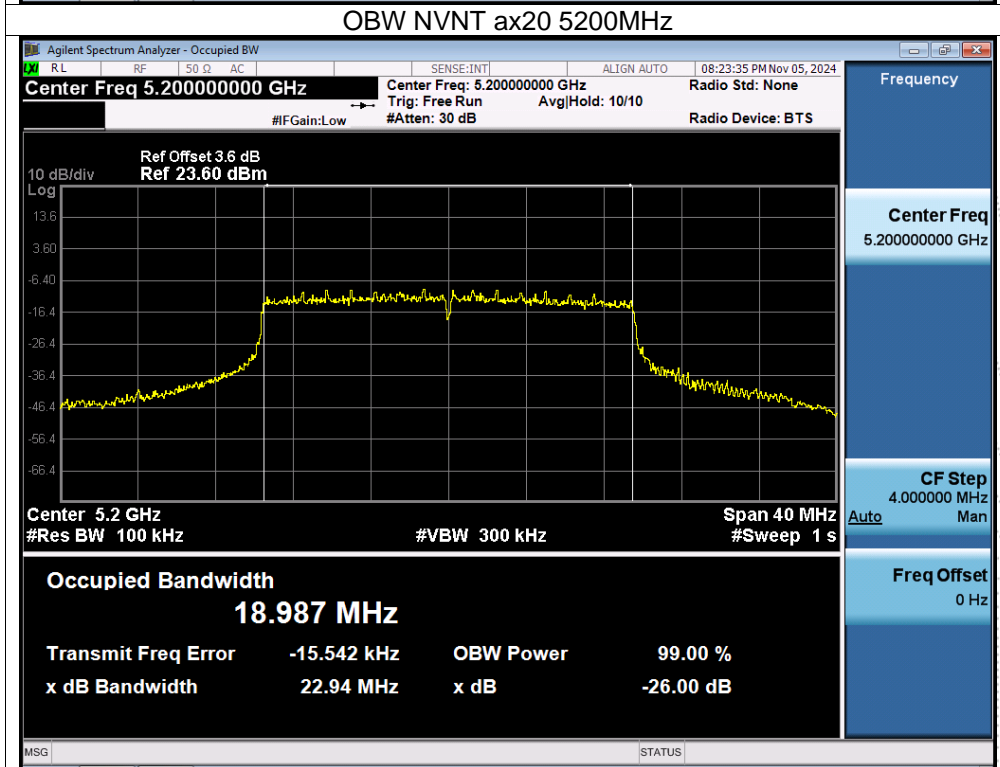 OBW NVNT ax20 5200MHz
Agilent Spectrum Analyzer - Occupied BW
LXI RL RF 50 Ω AC SENSE:INT ALIGN AUTO 08:23:35 PM Nov 05, 2024
Center Freq 5.200000000 GHz Center Freq: 5.200000000 GHz Radio Std: None
Trig: Free Run Avg|Hold: 10/10
#IFGain:Low #Atten: 30 dB Radio Device: BTS
Frequency
Ref Offset 3.6 dB
10 dB/div Ref 23.60 dBm
Log
13.6
3.60
-6.40
-16.4
-26.4
-36.4
-46.4
-56.4
-66.4
Center Freq
5.200000000 GHz
CF Step
4.000000 MHz
Auto Man
Freq Offset
0 Hz
Center 5.2 GHz Span 40 MHz
#Res BW 100 kHz #VBW 300 kHz #Sweep 1 s
Occupied Bandwidth
18.987 MHz
Transmit Freq Error -15.542 kHz OBW Power 99.00 %
x dB Bandwidth 22.94 MHz x dB -26.00 dB
MSG STATUS